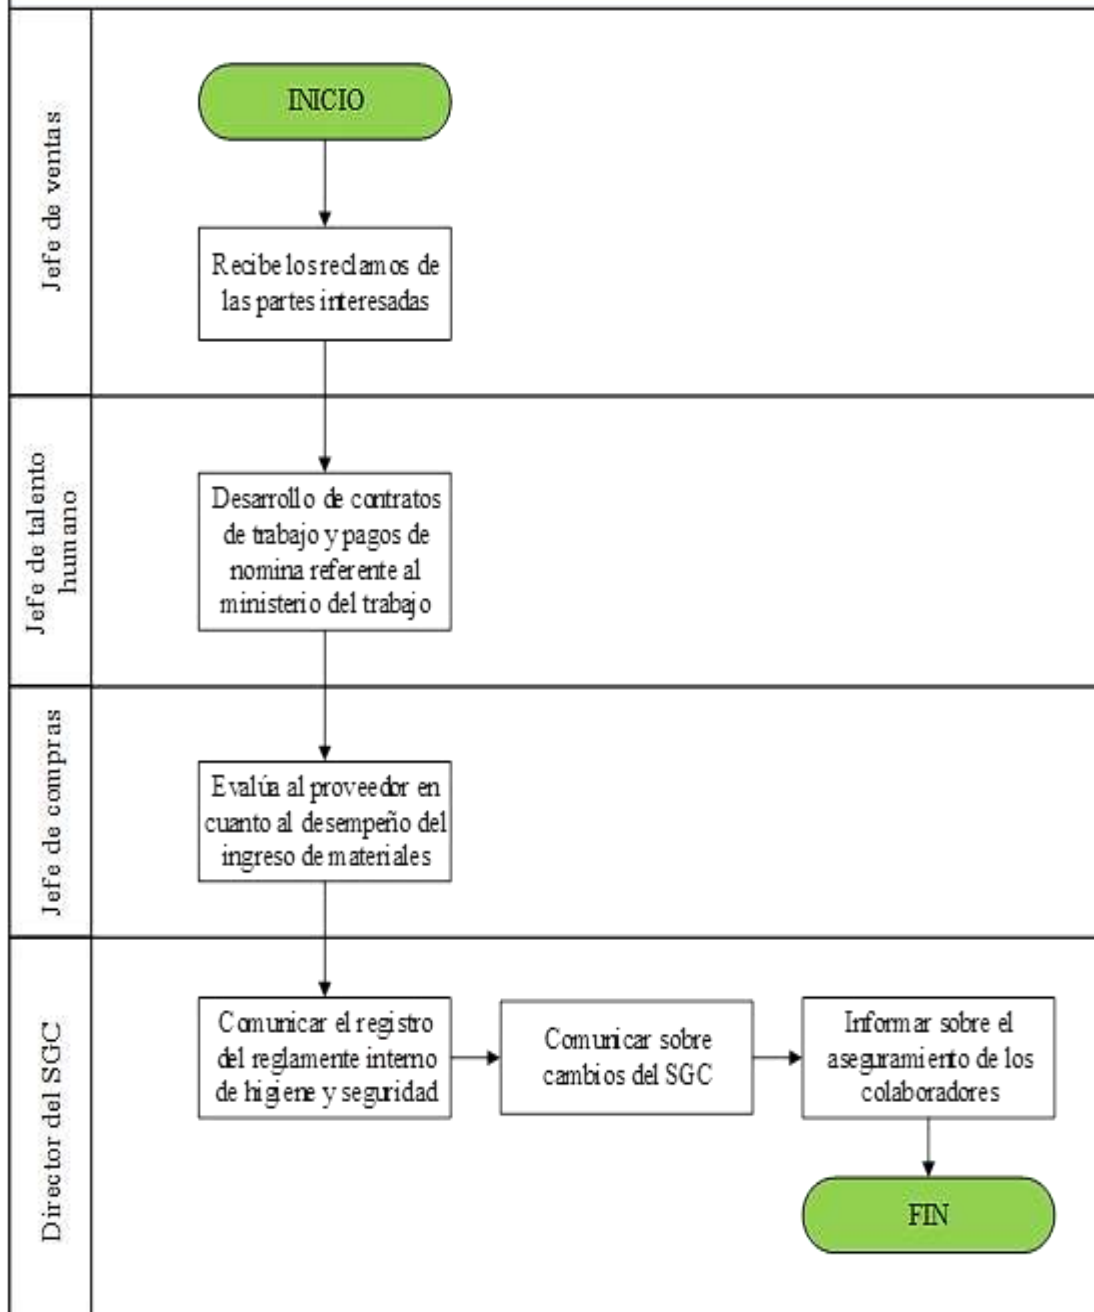 Jefe de ventas
INICIO
Recibe los reclamos de
las partes interesadas
Jefe de talento
humano
Desarrollo de contratos
de trabajo y pagos de
nomina referente al
ministerio del trabajo
Jefe de compras
Evalúa al proveedor en
cuanto al desempeño del
ingreso de materiales
Director del SGC
Comunicar el registro
del reglamente interno
de higiene y seguridad
Comunicar sobre
cambios del SGC
Informar sobre el
aseguramiento de los
colaboradores
FIN